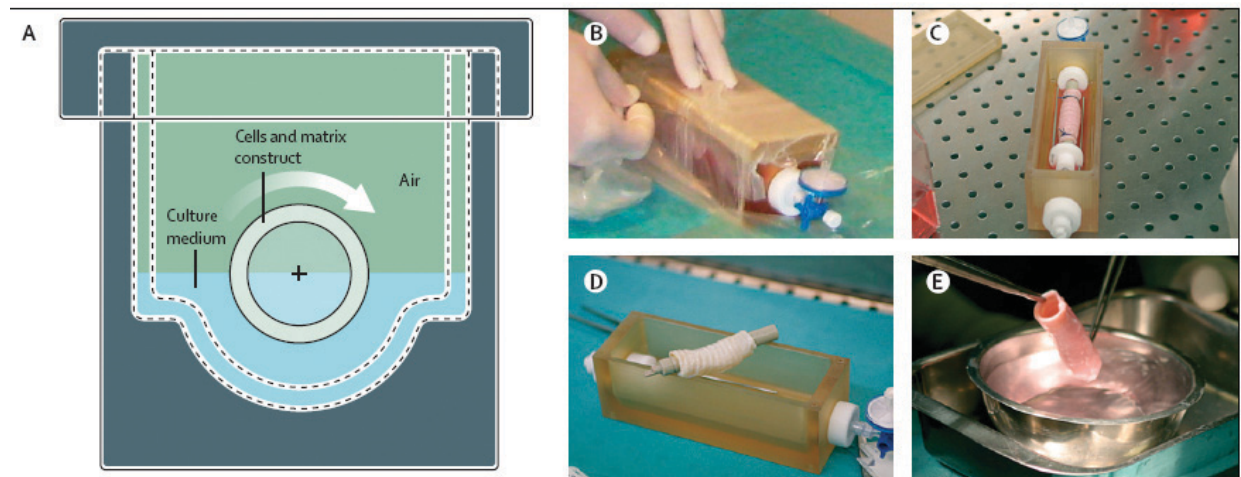 A
Cells and matrix
construct
Air
Culture
medium
B
C
D
E